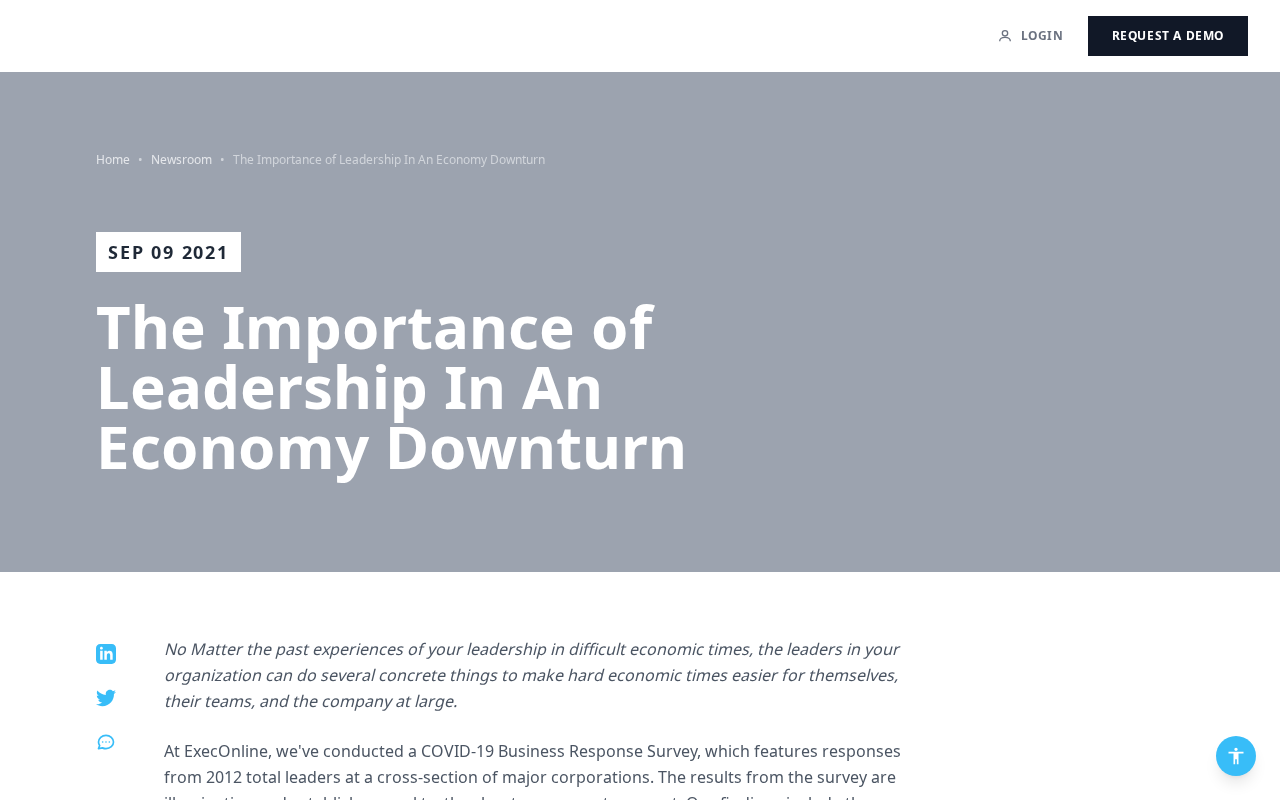 LOGIN
REQUEST A DEMO
Home • Newsroom • The Importance of Leadership In An Economy Downturn
SEP 09 2021
The Importance of
Leadership In An
Economy Downturn
No Matter the past experiences of your leadership in difficult economic times, the leaders in your
organization can do several concrete things to make hard economic times easier for themselves,
their teams, and the company at large.
At ExecOnline, we've conducted a COVID-19 Business Response Survey, which features responses
from 2012 total leaders at a cross-section of major corporations. The results from the survey are